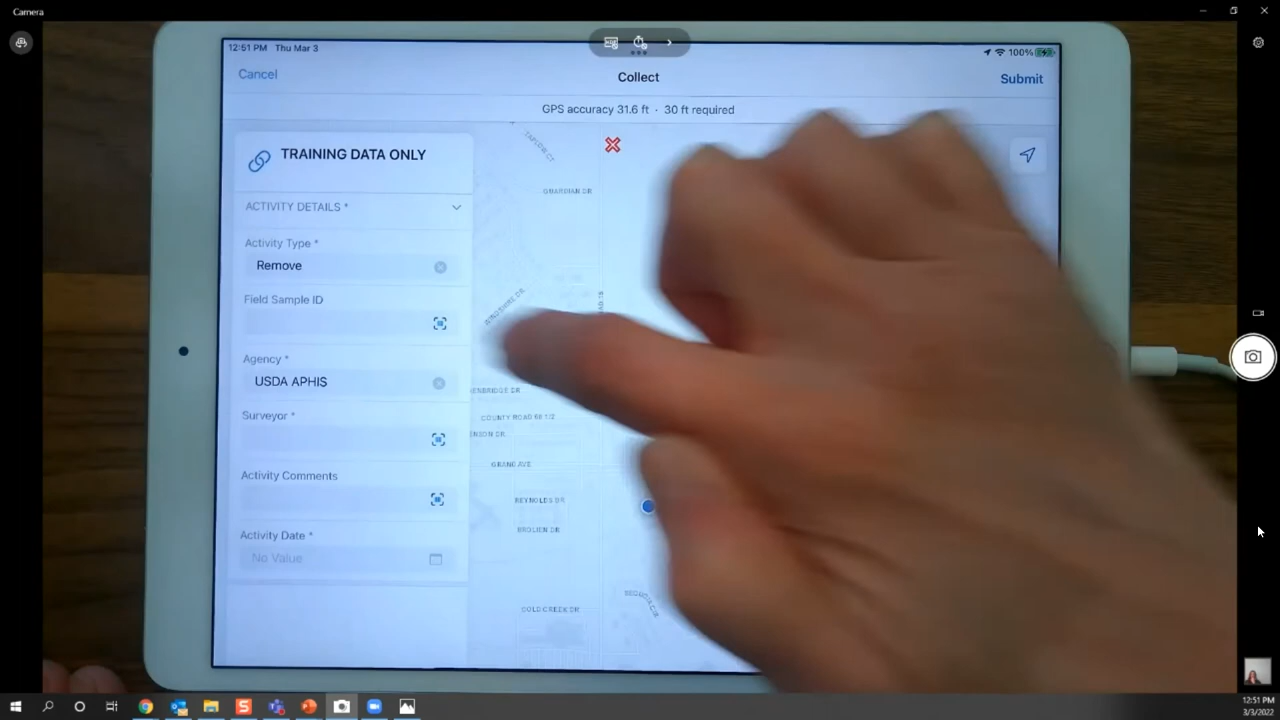 Camera
12:51 PM Thu Mar 3
100%
Cancel
Collect
Submit
GPS accuracy 31.6 ft · 30 ft required
TRAINING DATA ONLY
ACTIVITY DETAILS *
Activity Type *
Remove
Field Sample ID
Agency *
USDA APHIS
Surveyor *
Activity Comments
Activity Date *
No Value
GUARDIAN DR
COUNTY ROAD 68 1/2
GRAND AVE
REYNOLDS DR
BROLIEN DR
COLD CREEK DR
12:51 PM
3/3/2022